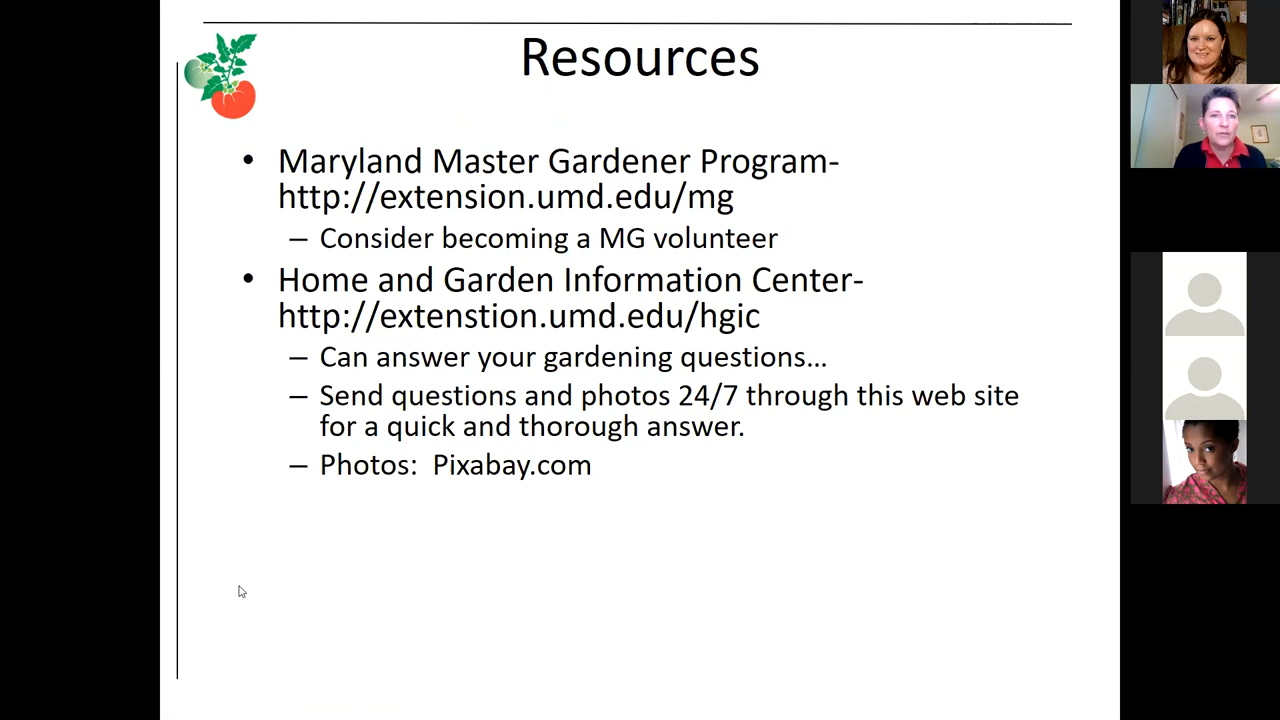 Resources
• Maryland Master Gardener Program-
http://extension.umd.edu/mg
– Consider becoming a MG volunteer
• Home and Garden Information Center-
http://extenstion.umd.edu/hgic
– Can answer your gardening questions…
– Send questions and photos 24/7 through this web site
for a quick and thorough answer.
– Photos:  Pixabay.com